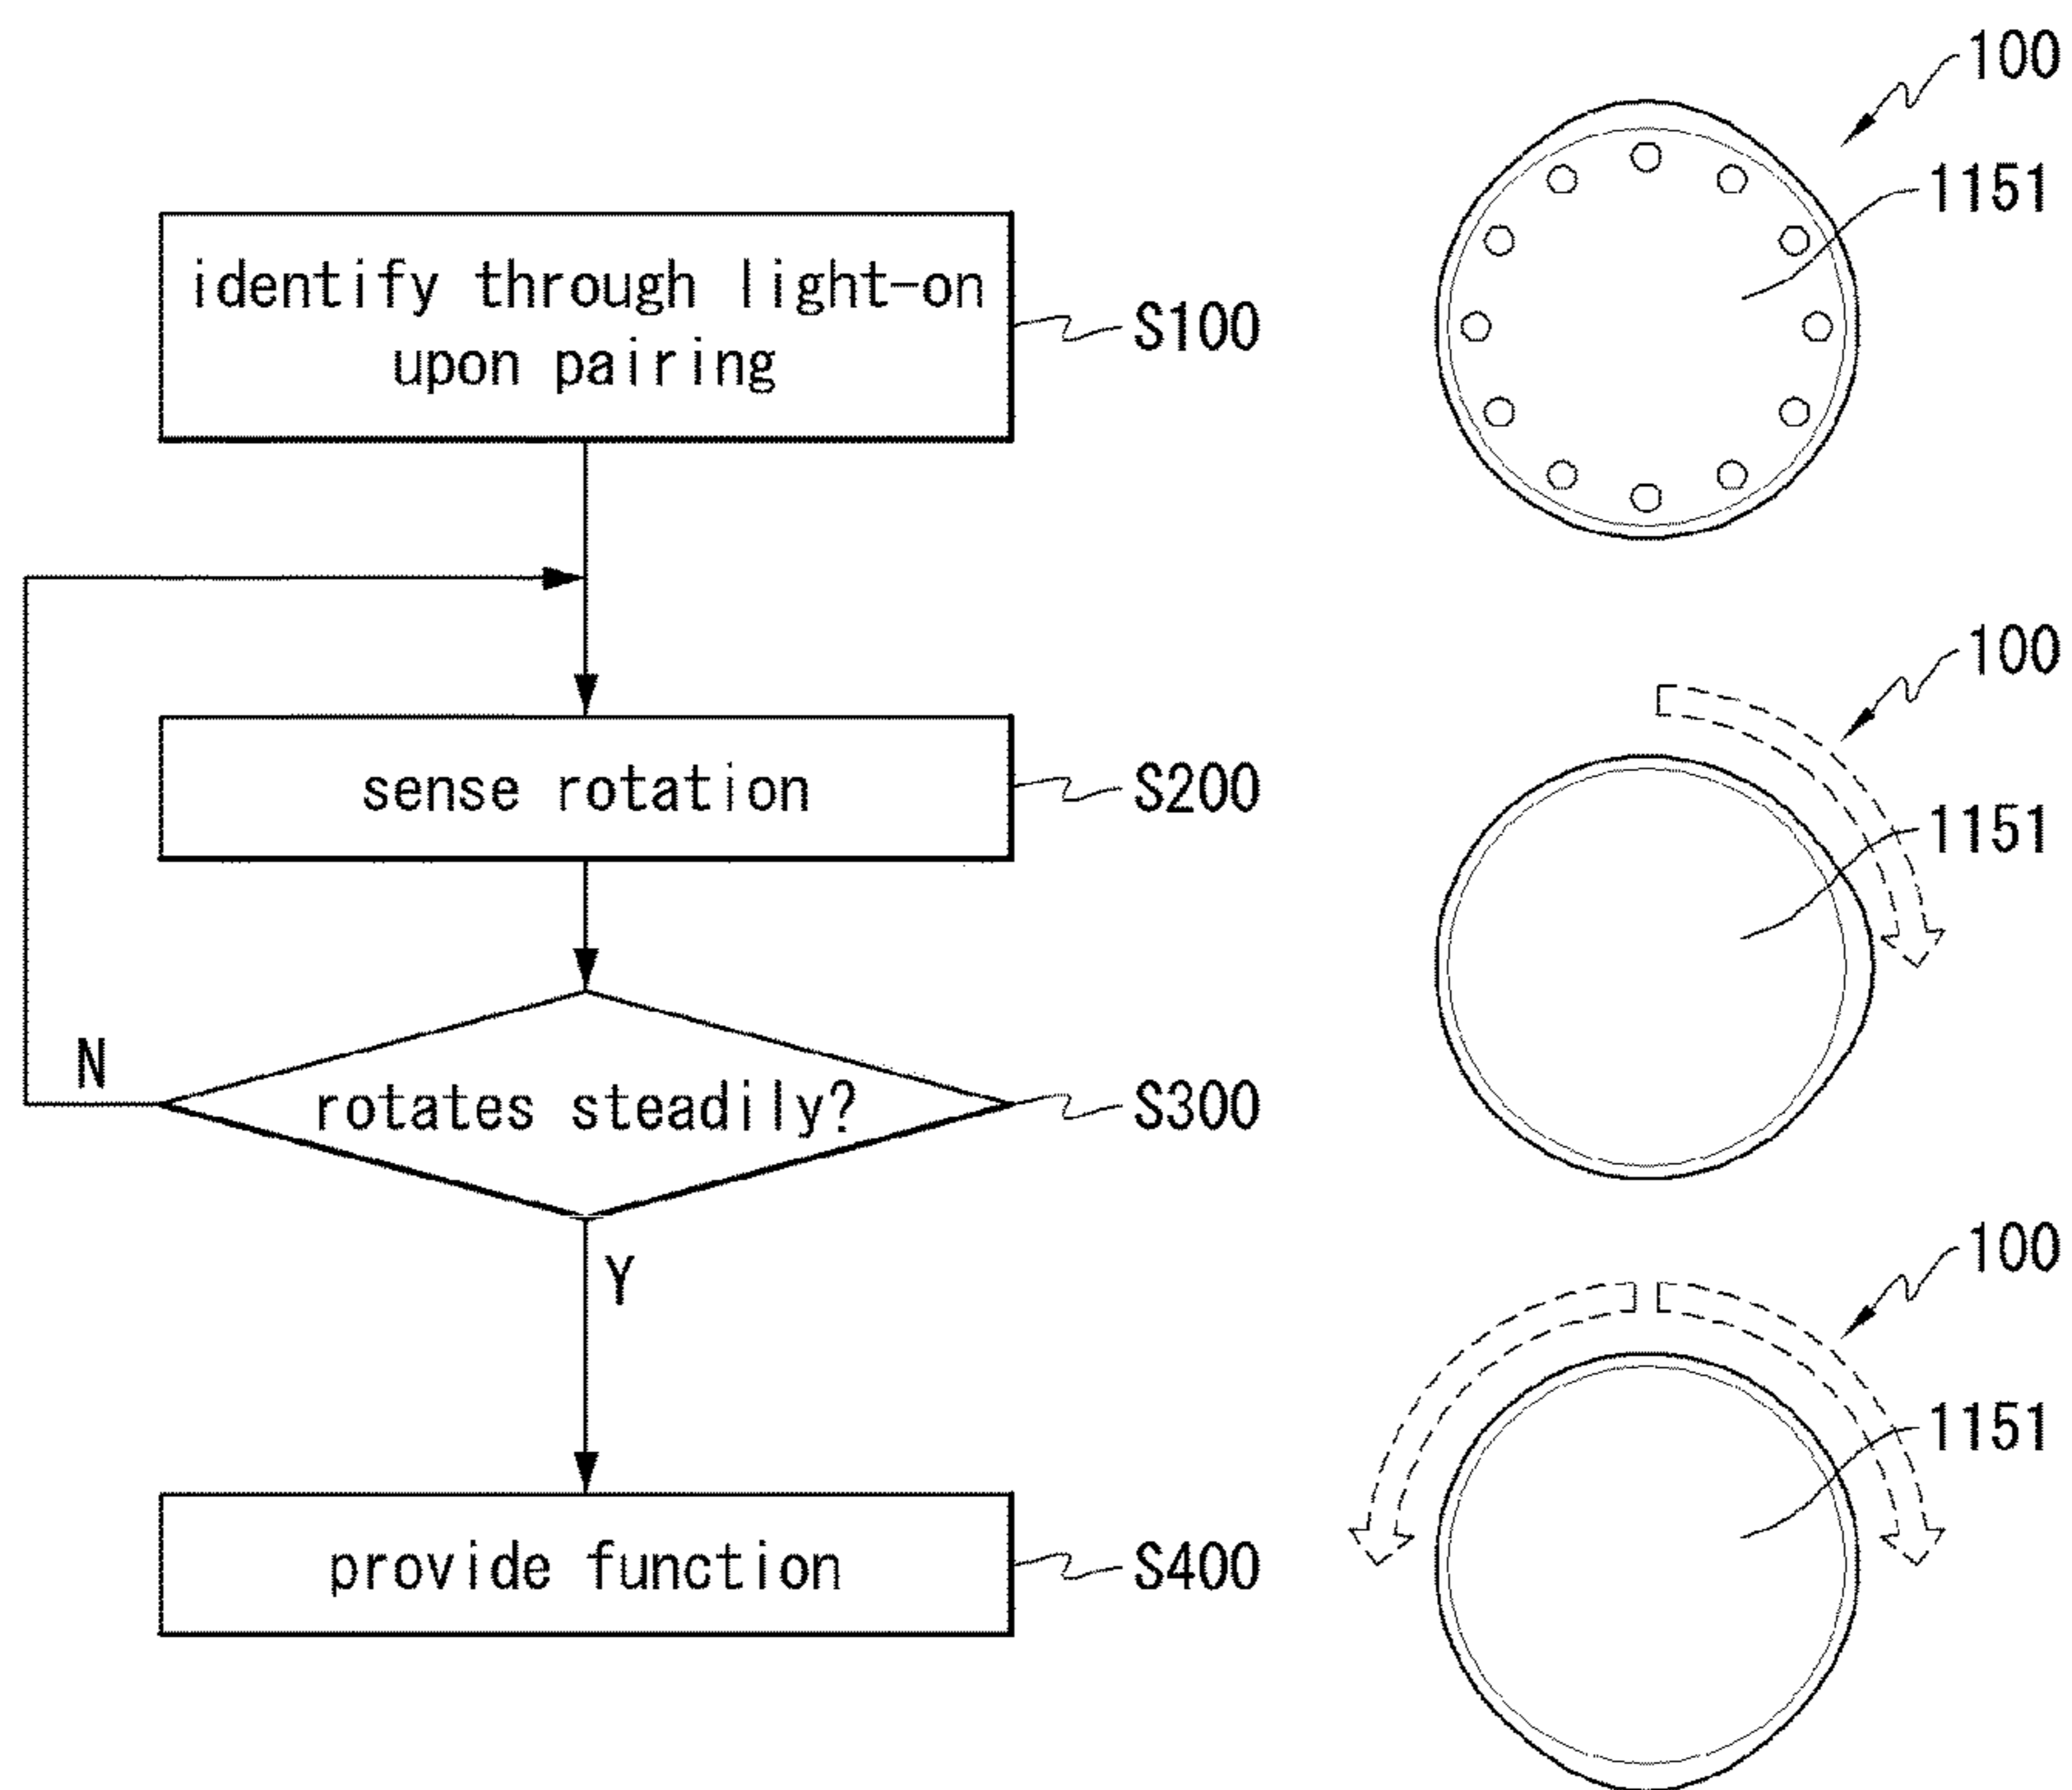 100
1151
identify through light-on
upon pairing
S100
100
sense rotation
S200
1151
N
rotates steadily?
S300
100
Y
1151
provide function
S400